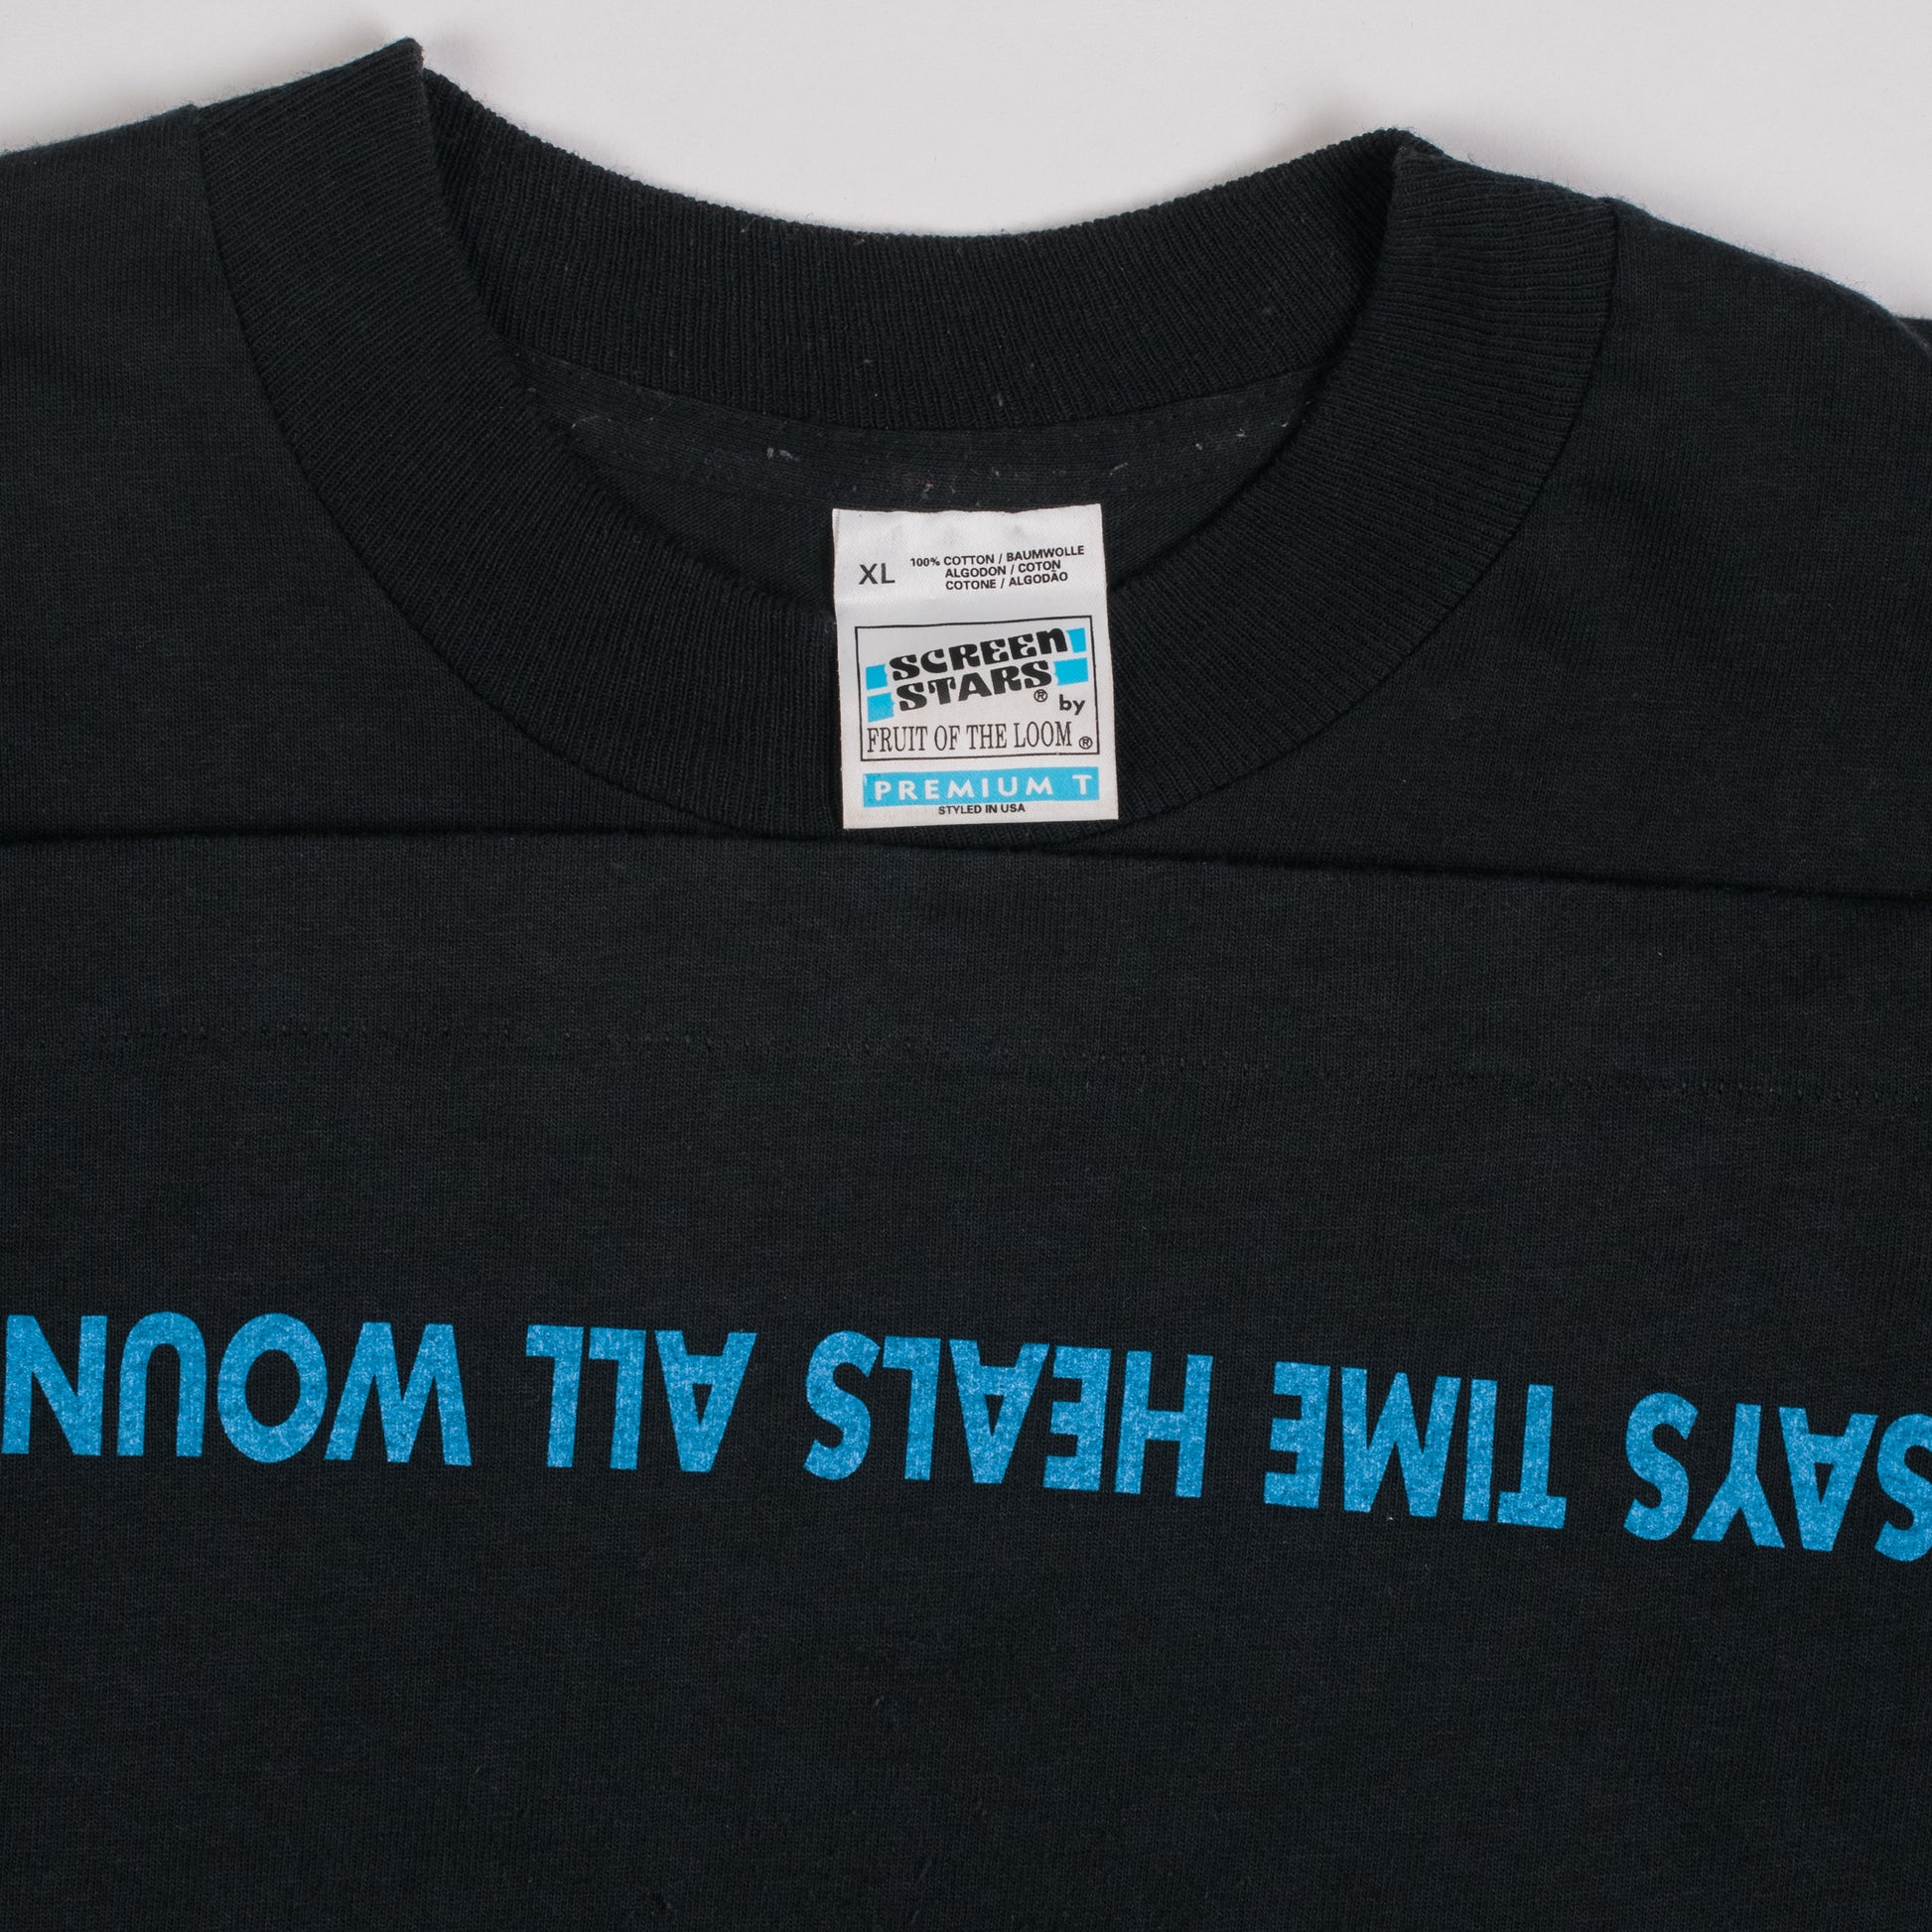 XL
100% COTTON / BAUMWOLLE
ALGODON / COTON
COTONE / ALGODÃO
SCREEN
STARS® by
FRUIT OF THE LOOM ®
PREMIUM T
STYLED IN USA
SAYS TIME HEALS ALL WOUN